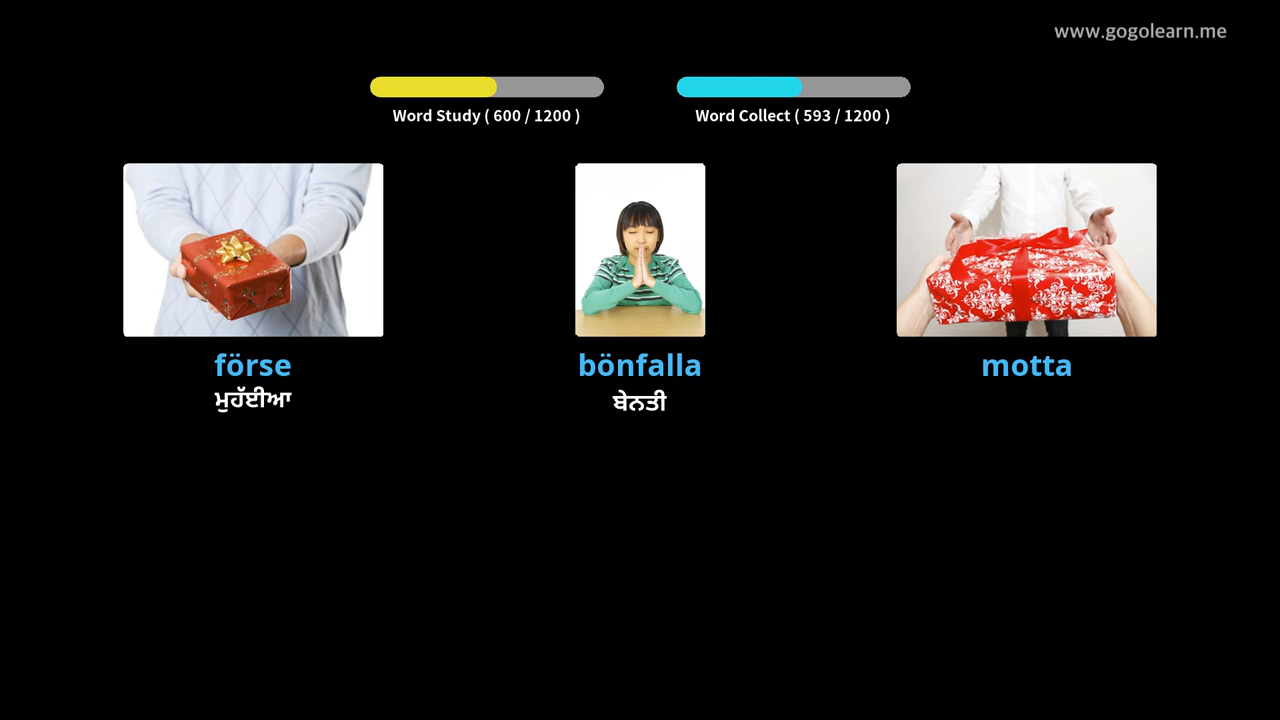 www.gogolearn.me
Word Study ( 600 / 1200 )
Word Collect ( 593 / 1200 )
förse
bönfalla
motta
ਮੁਹੱਈਆ
ਬੇਨਤੀ